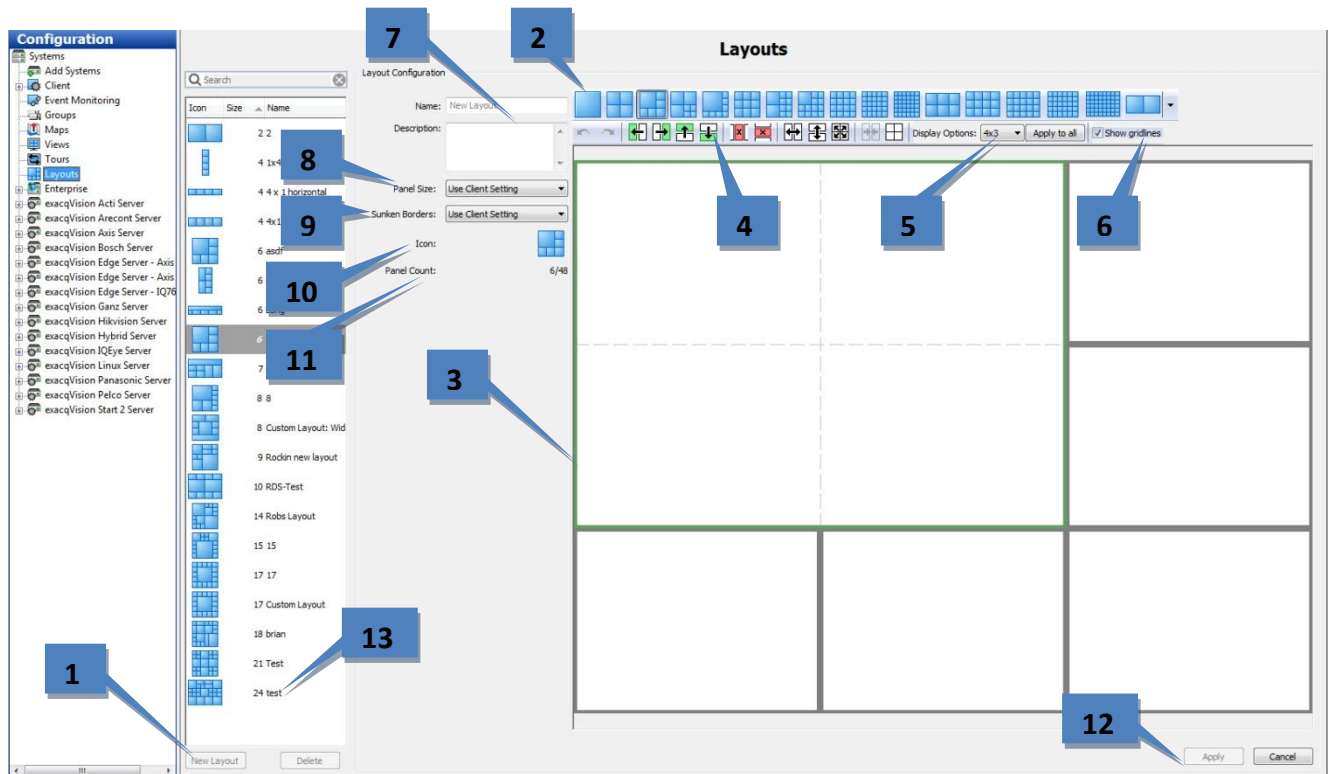 Configuration
Systems
Add Systems
Client
Event Monitoring
Groups
Maps
Views
Tours
Layouts
Enterprise
exacqVision Acti Server
exacqVision Arecont Server
exacqVision Axis Server
exacqVision Bosch Server
exacqVision Edge Server - Axis
exacqVision Edge Server - Axis
exacqVision Edge Server - IQ76
exacqVision Ganz Server
exacqVision Hikvision Server
exacqVision Hybrid Server
exacqVision IQEye Server
exacqVision Linux Server
exacqVision Panasonic Server
exacqVision Pelco Server
exacqVision Start 2 Server
Layouts
Search
Icon Size Name
2 2
4 1x4
4 4 x 1 horizontal
4 4x1
6 asdf
6
6
6
7
8 8
8 Custom Layout: Wid
9 Rockin new layout
10 RDS-Test
14 Robs Layout
15 15
17 17
17 Custom Layout
18 brian
21 Test
24 test
New Layout Delete
Layout Configuration
Name: New Layout
Description:
Panel Size: Use Client Setting
Sunken Borders: Use Client Setting
Icon:
Panel Count: 6/48
Display Options: 4x3 Apply to all Show gridlines
Apply Cancel
1
2
3
4
5
6
7
8
9
10
11
12
13